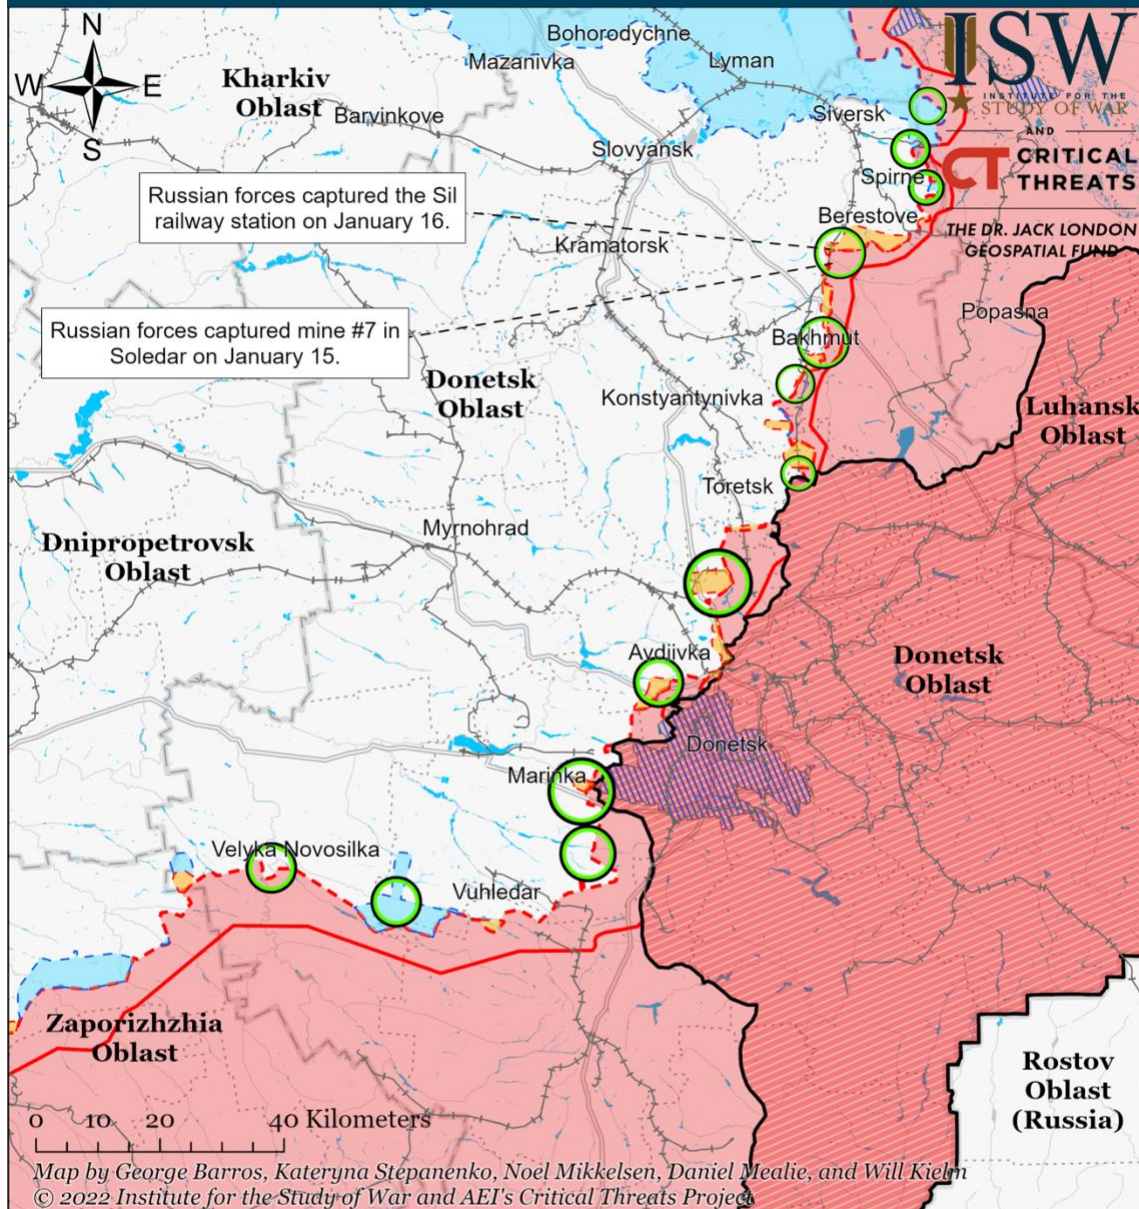 N
W
E
S
ISW
INSTITUTE FOR THE
STUDY OF WAR
AND
CT CRITICAL
THREATS
THE DR. JACK LONDON
GEOSPATIAL FUND
Bohorodychne
Mazanivka
Lyman
Kharkiv
Oblast
Barvinkove
Siversk
Slovyansk
Spirne
Russian forces captured the Sil
railway station on January 16.
Berestove
Kramatorsk
Popasna
Russian forces captured mine #7 in
Soledar on January 15.
Bakhmut
Donetsk
Oblast
Konstyantynivka
Luhansk
Oblast
Toretsk
Myrnohrad
Dnipropetrovsk
Oblast
Avdiivka
Donetsk
Oblast
Donetsk
Marinka
Velyka Novosilka
Vuhledar
Zaporizhzhia
Oblast
Rostov
Oblast
(Russia)
0 10 20 40 Kilometers
Map by George Barros, Kateryna Stepanenko, Noel Mikkelsen, Daniel Mealie, and Will Kielm
© 2022 Institute for the Study of War and AEI's Critical Threats Project